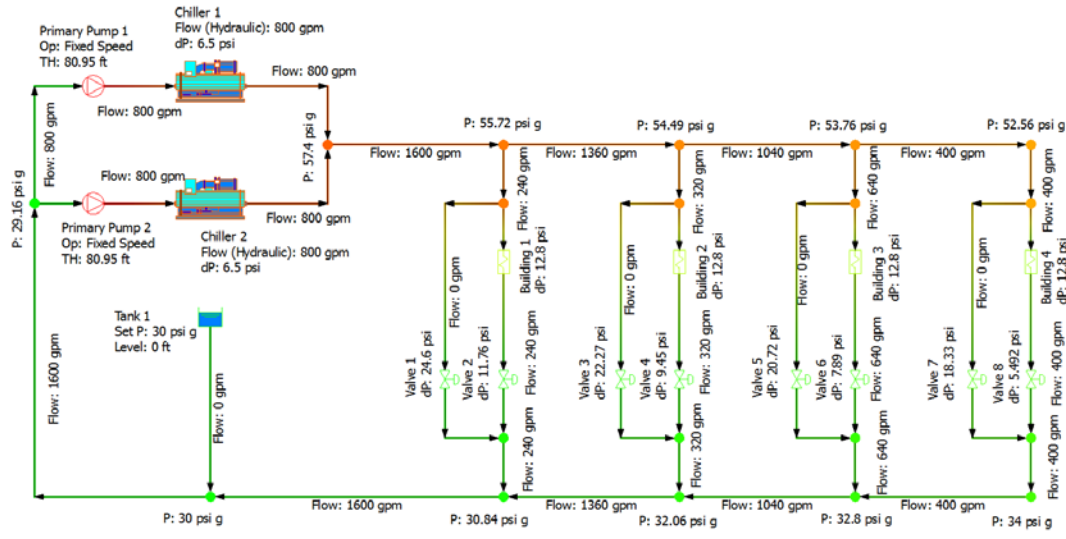 Chiller 1
Flow (Hydraulic): 800 gpm
dP: 6.5 psi
Primary Pump 1
Op: Fixed Speed
TH: 80.95 ft
Flow: 800 gpm
Flow: 800 gpm
Flow: 800 gpm
P: 29.16 psi g
Flow: 800 gpm
P: 57.4 psi g
Flow: 800 gpm
Flow: 800 gpm
Primary Pump 2
Op: Fixed Speed
TH: 80.95 ft
Chiller 2
Flow (Hydraulic): 800 gpm
dP: 6.5 psi
Flow: 1600 gpm
P: 55.72 psi g
Flow: 1360 gpm
P: 54.49 psi g
Flow: 1040 gpm
P: 53.76 psi g
Flow: 400 gpm
P: 52.56 psi g
Flow: 240 gpm
Flow: 320 gpm
Flow: 640 gpm
Flow: 400 gpm
Flow: 0 gpm
Building 1
dP: 12.8 psi
Flow: 0 gpm
Building 2
dP: 12.8 psi
Flow: 0 gpm
Building 3
dP: 12.8 psi
Flow: 0 gpm
Building 4
dP: 12.8 psi
Tank 1
Set P: 30 psi g
Level: 0 ft
Flow: 1600 gpm
Flow: 0 gpm
Valve 1
dP: 24.6 psi
Valve 2
dP: 11.76 psi
Flow: 240 gpm
Valve 3
dP: 22.27 psi
Valve 4
dP: 9.45 psi
Flow: 320 gpm
Valve 5
dP: 20.72 psi
Valve 6
dP: 7.89 psi
Flow: 640 gpm
Valve 7
dP: 18.33 psi
Valve 8
dP: 5.492 psi
Flow: 400 gpm
Flow: 240 gpm
Flow: 320 gpm
Flow: 640 gpm
Flow: 400 gpm
P: 30 psi g
Flow: 1600 gpm
P: 30.84 psi g
Flow: 1360 gpm
P: 32.06 psi g
Flow: 1040 gpm
P: 32.8 psi g
Flow: 400 gpm
P: 34 psi g